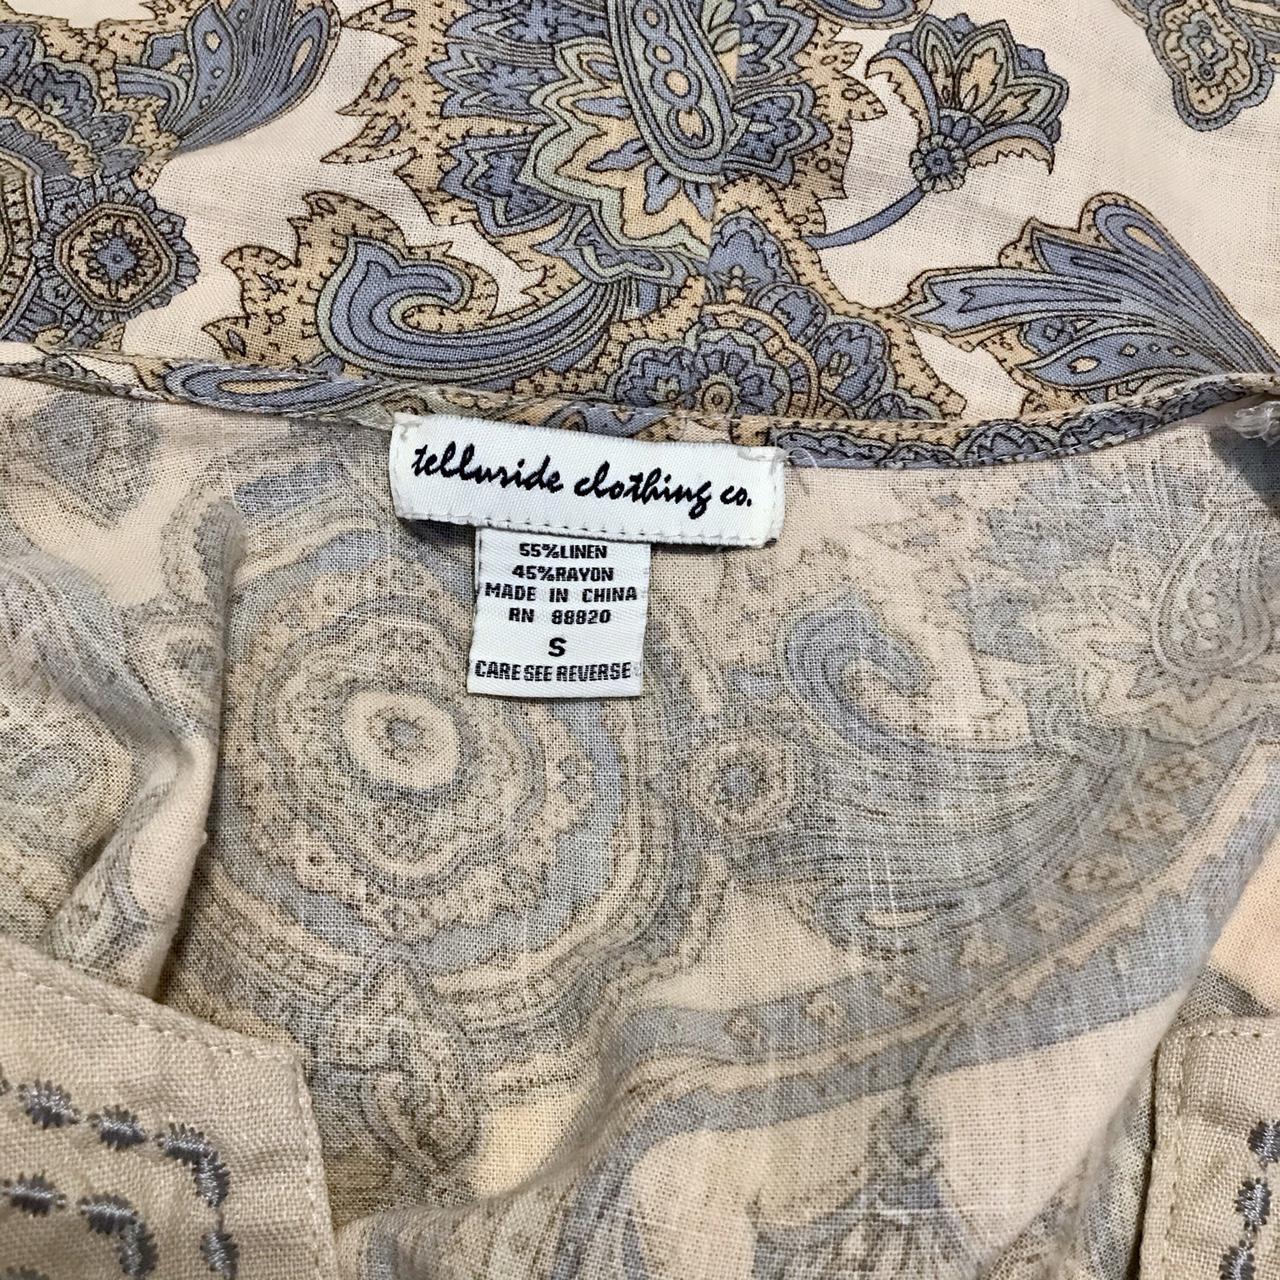 telluride clothing co.
55%LINEN
45%RAYON
MADE IN CHINA
RN 88820
S
CARE SEE REVERSE